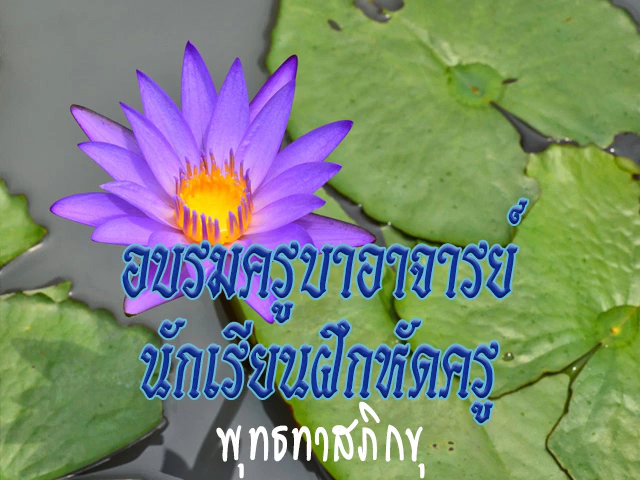 อบรมครูบาอาจารย์
นักเรียนฝึกหัดครู
พุทธทาสภิกขุ